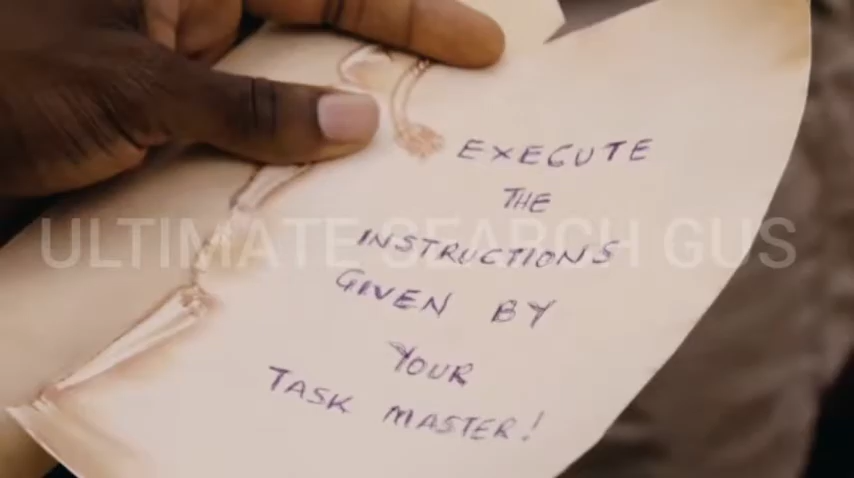 EXECUTE
THE
INSTRUCTIONS
GIVEN BY
YOUR
TASK MASTER!
ULTIMATE SEARCH GUS